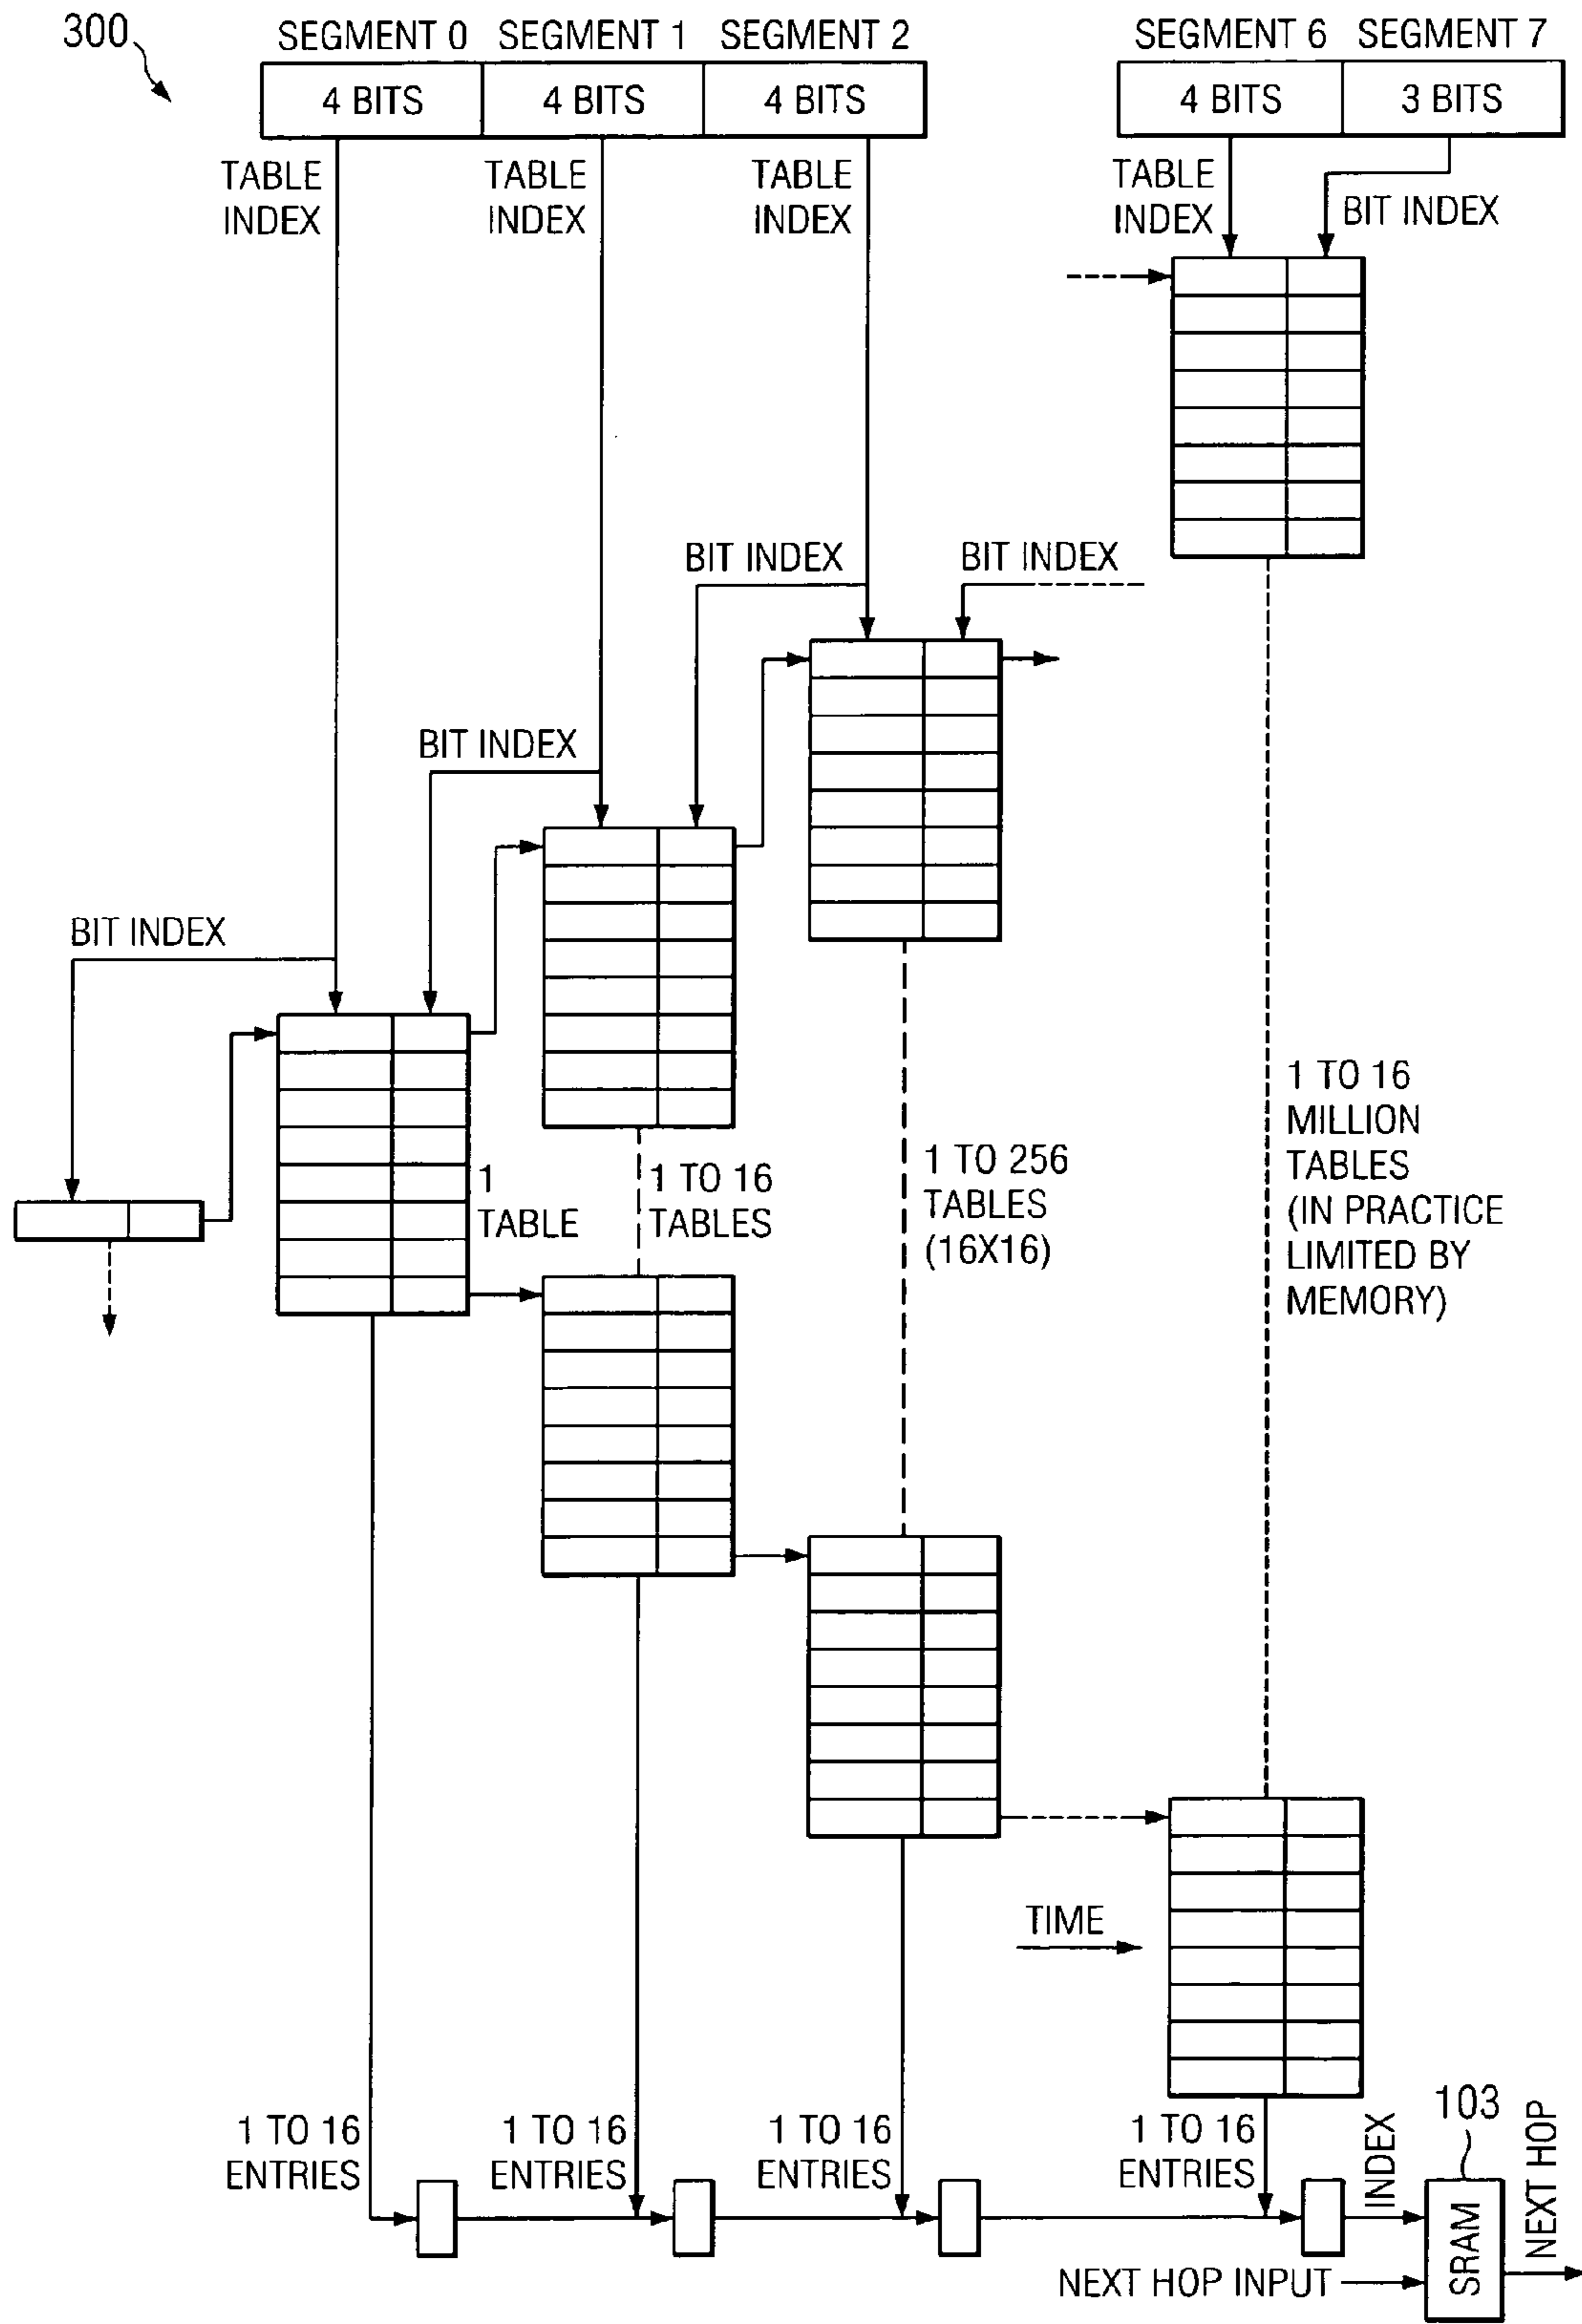 300
SEGMENT 0 SEGMENT 1 SEGMENT 2
SEGMENT 6 SEGMENT 7
4 BITS 4 BITS 4 BITS
4 BITS 3 BITS
TABLE
INDEX
TABLE
INDEX
TABLE
INDEX
TABLE
INDEX
BIT INDEX
BIT INDEX
BIT INDEX
BIT INDEX
BIT INDEX
1
TABLE
1 TO 16
TABLES
1 TO 256
TABLES
(16X16)
1 TO 16
MILLION
TABLES
(IN PRACTICE
LIMITED BY
MEMORY)
TIME
1 TO 16
ENTRIES
1 TO 16
ENTRIES
1 TO 16
ENTRIES
1 TO 16
ENTRIES
INDEX
103
SRAM
NEXT HOP
NEXT HOP INPUT